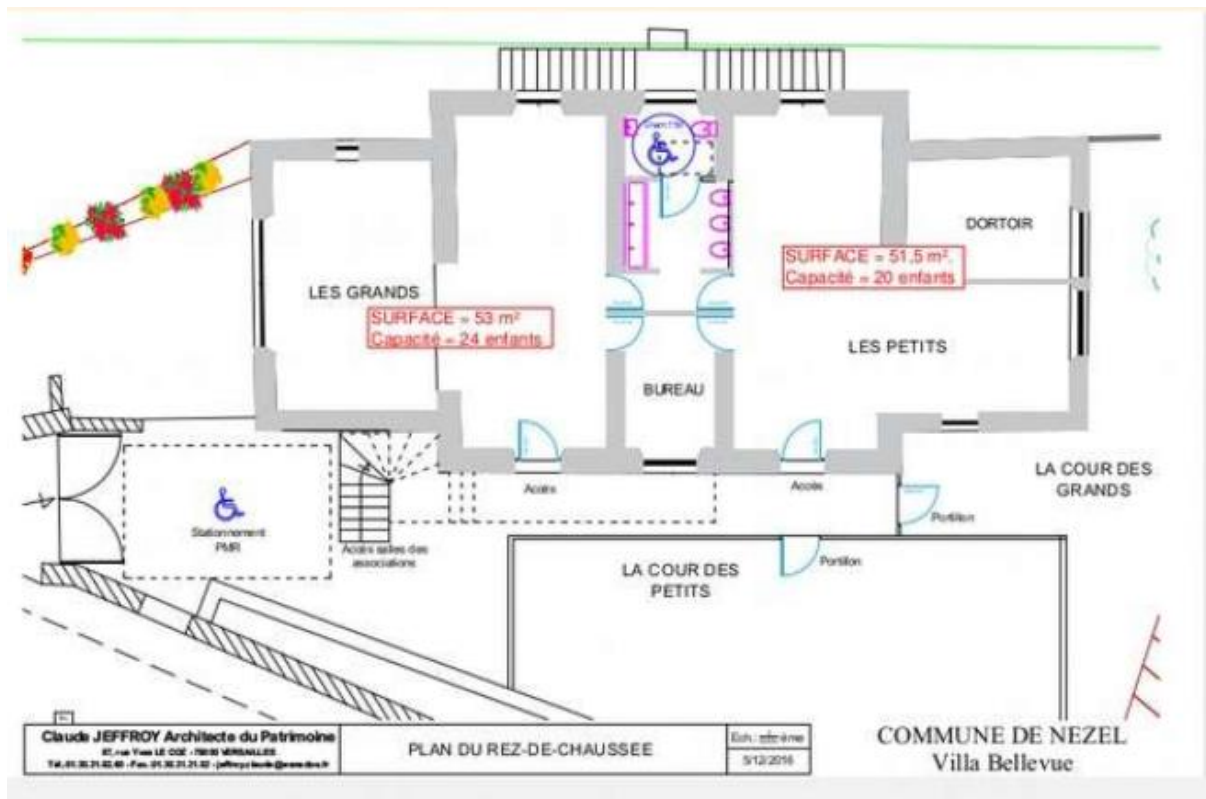 DORTOIR
SURFACE = 51,5 m².
Capacité = 20 enfants
LES GRANDS
SURFACE = 53 m²
Capacité = 24 enfants
LES PETITS
BUREAU
LA COUR DES
GRANDS
Accès
Accès
Portillon
Stationnement
PMR
Accès salles des
associations
LA COUR DES
PETITS
Portillon
Claude JEFFROY Architecte du Patrimoine
PLAN DU REZ-DE-CHAUSSEE
Ech.:
5/12/2016
COMMUNE DE NEZEL
Villa Bellevue